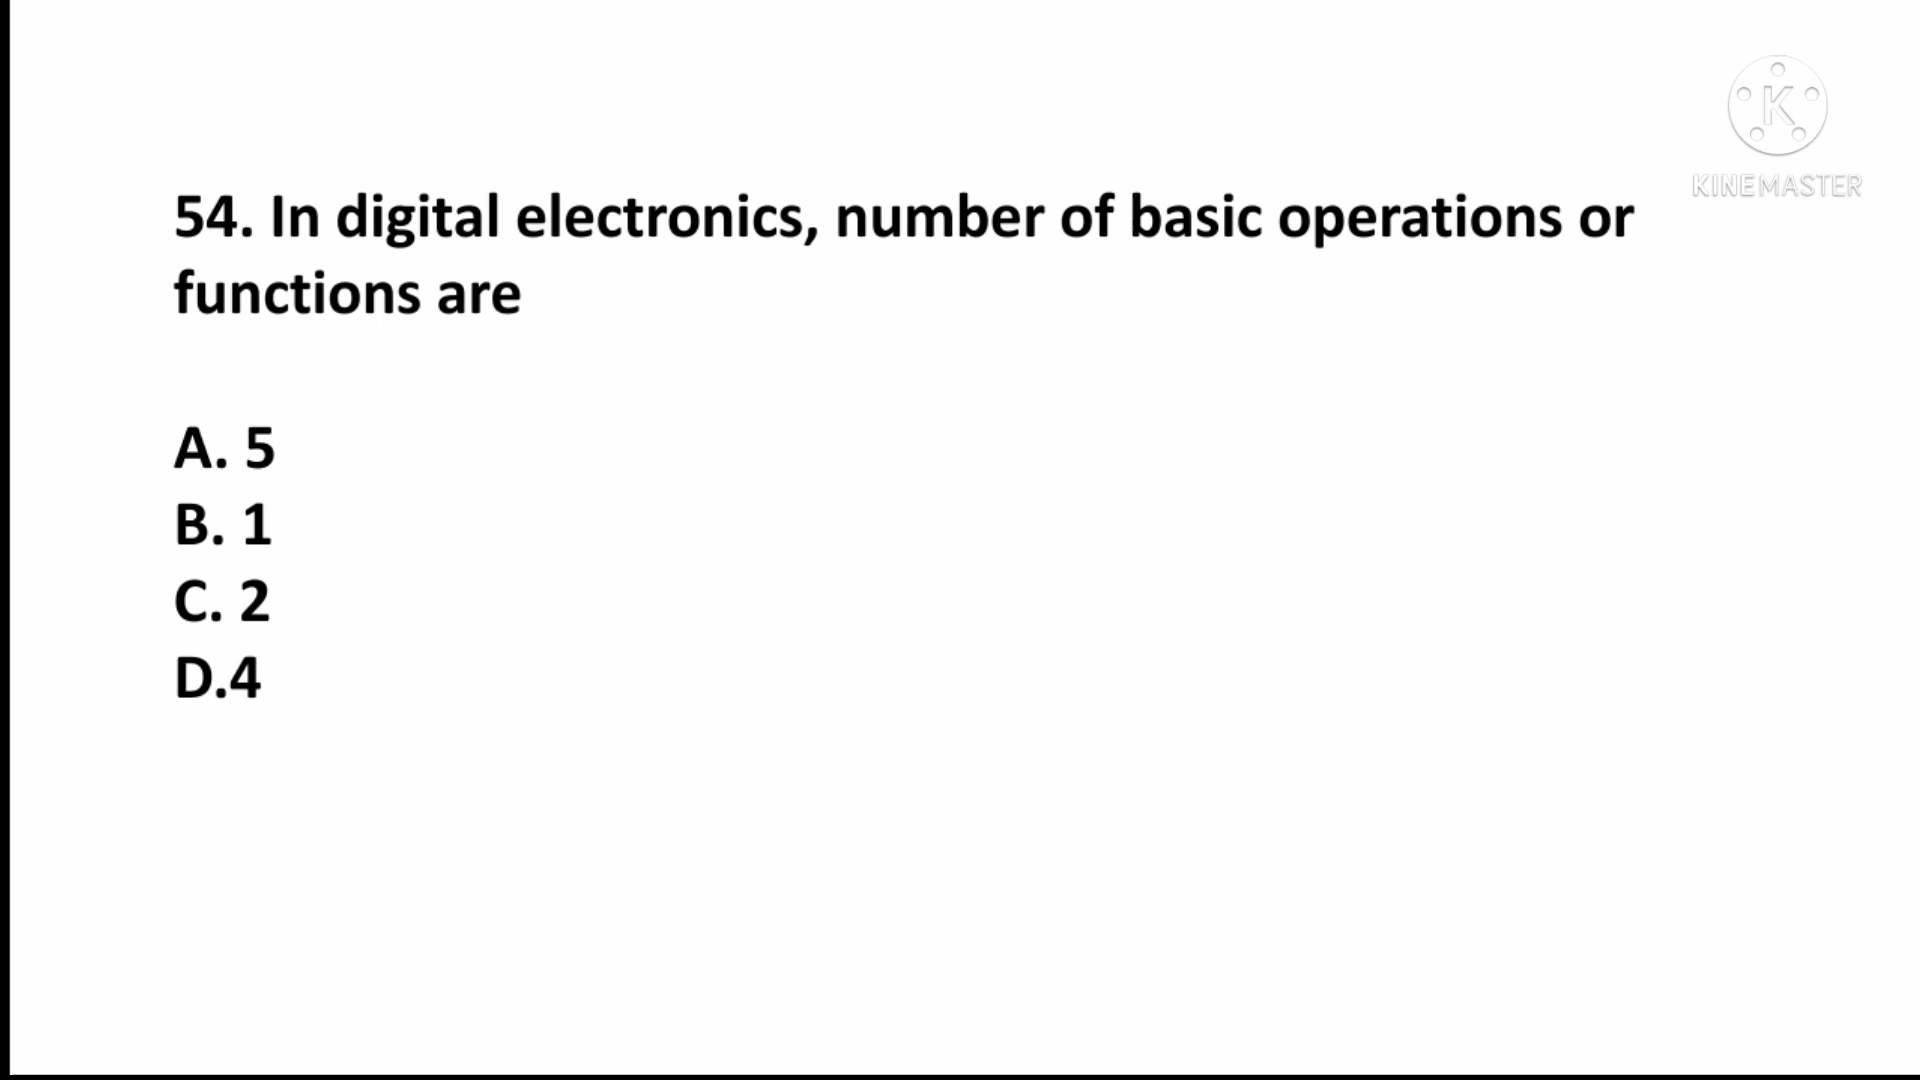 K
KINEMASTER
54. In digital electronics, number of basic operations or
functions are
A. 5
B. 1
C. 2
D.4